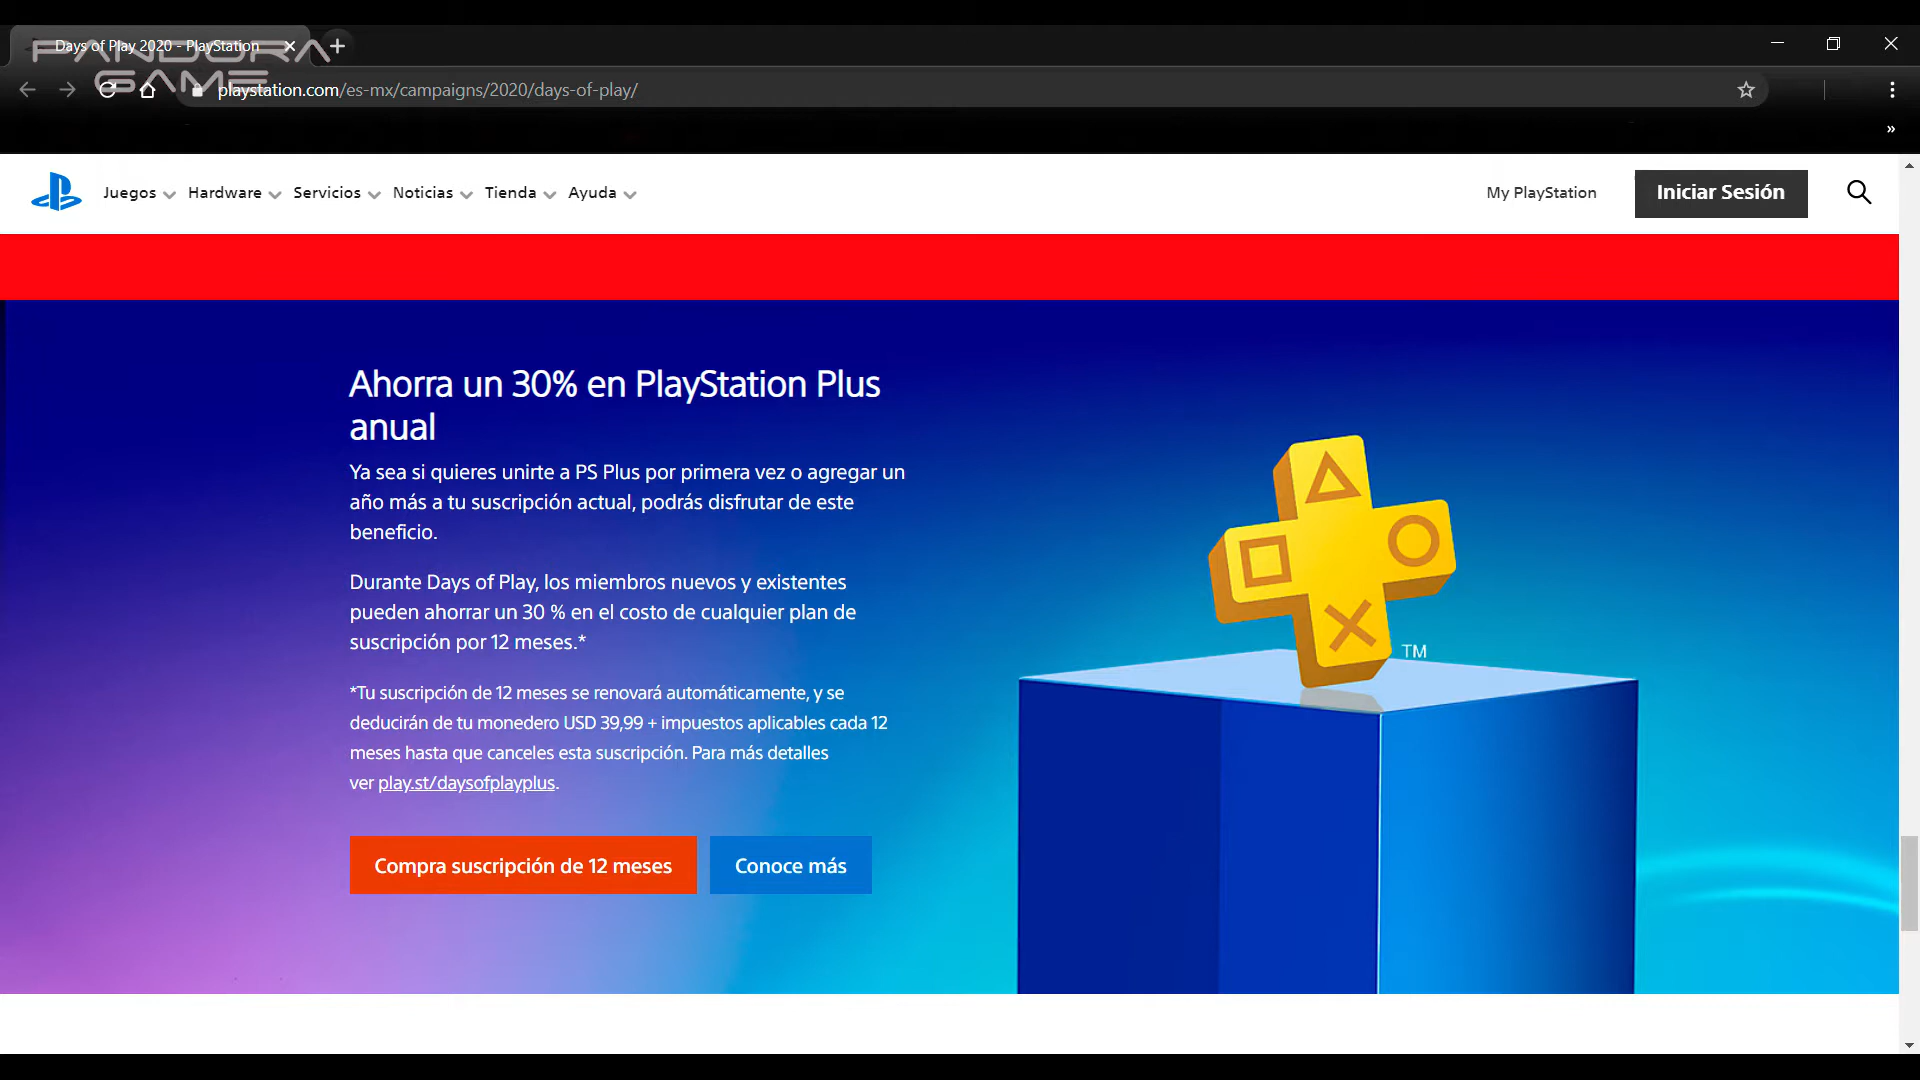 Days of Play 2020 - PlayStation
PANDORA
GAME
playstation.com/es-mx/campaigns/2020/days-of-play/
»
Juegos Hardware Servicios Noticias Tienda Ayuda My PlayStation Iniciar Sesión
Ahorra un 30% en PlayStation Plus
anual
Ya sea si quieres unirte a PS Plus por primera vez o agregar un
año más a tu suscripción actual, podrás disfrutar de este
beneficio.
Durante Days of Play, los miembros nuevos y existentes
pueden ahorrar un 30 % en el costo de cualquier plan de
suscripción por 12 meses.*
TM
*Tu suscripción de 12 meses se renovará automáticamente, y se
deducirán de tu monedero USD 39,99 + impuestos aplicables cada 12
meses hasta que canceles esta suscripción. Para más detalles
ver play.st/daysofplayplus.
Compra suscripción de 12 meses Conoce más